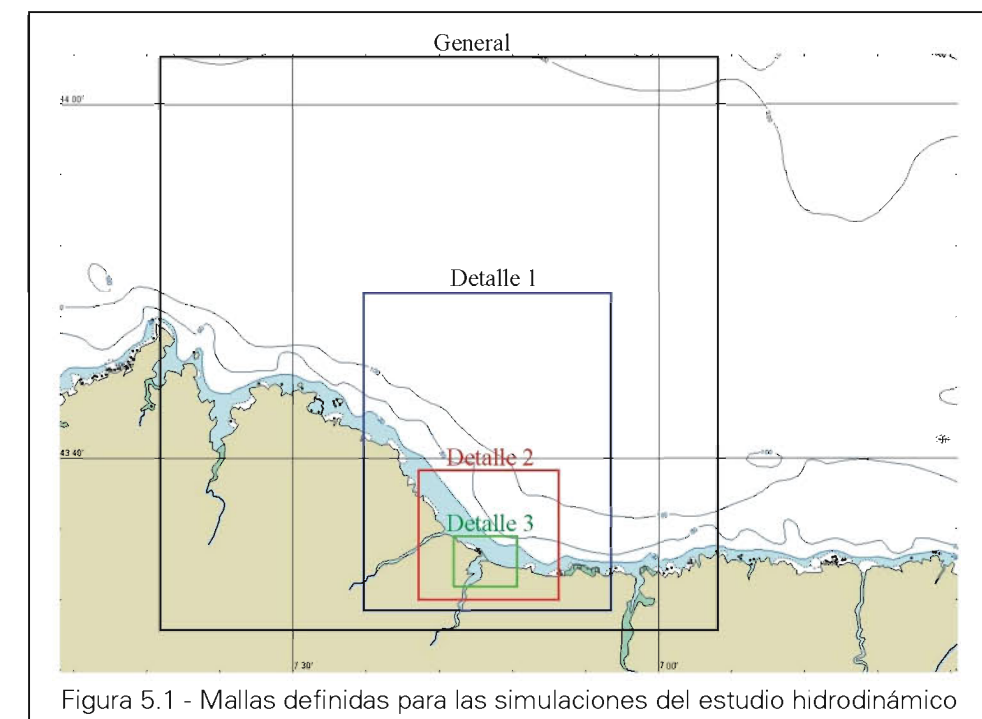 General
44 00'
Detalle 1
43 40'
Detalle 2
Detalle 3
7 30'
7 00'
Figura 5.1 - Mallas definidas para las simulaciones del estudio hidrodinámico